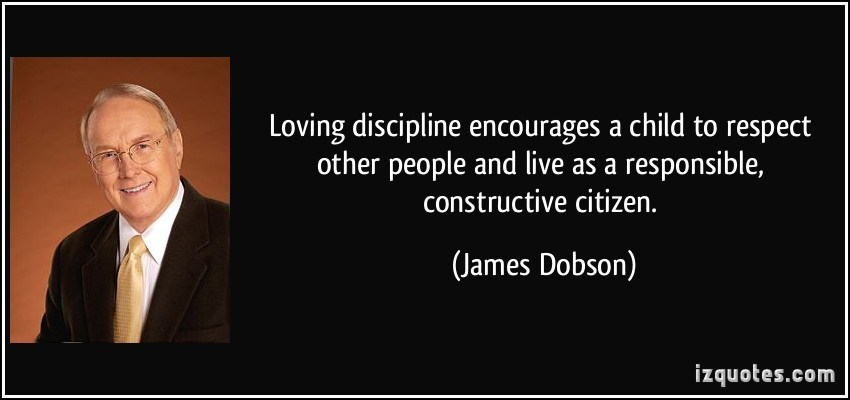 Loving discipline encourages a child to respect
other people and live as a responsible,
constructive citizen.
(James Dobson)
izquotes.com